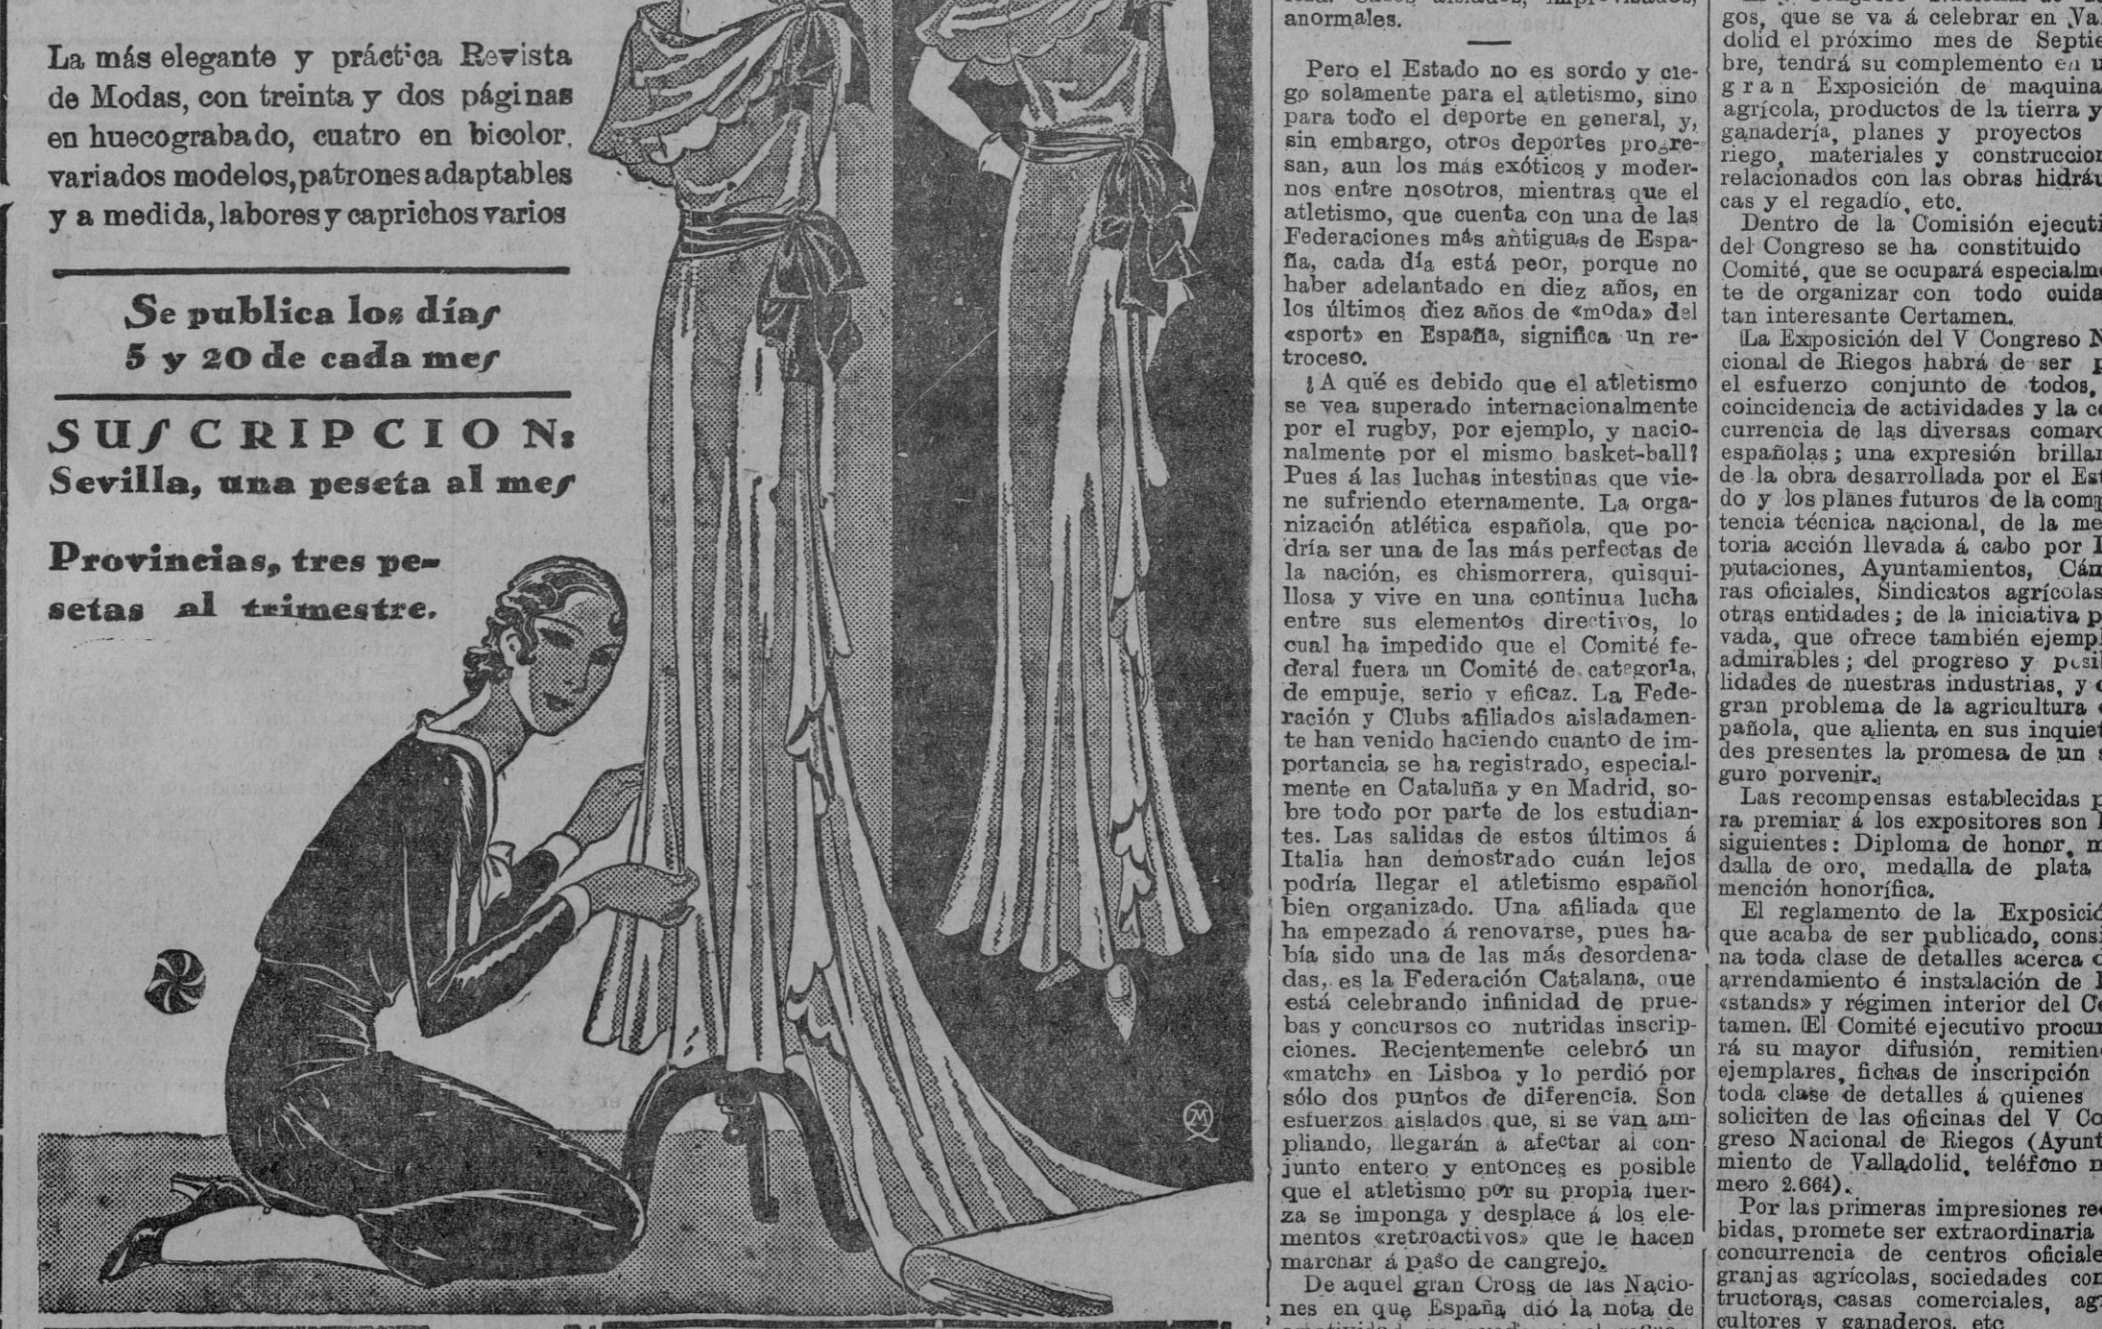 La más elegante y práctica Revista
de Modas, con treinta y dos páginas
en huecograbado, cuatro en bicolor,
variados modelos, patrones adaptables
y a medida, labores y caprichos varios
Se publica los días
5 y 20 de cada mes
SUSCRIPCION:
Sevilla, una peseta al mes
Provincias, tres pe-
setas al trimestre.
anormales.
Pero el Estado no es sordo y cie-
go solamente para el atletismo, sino
para todo el deporte en general, y,
sin embargo, otros deportes progre-
san, aun los más exóticos y moder-
nos entre nosotros, mientras que el
atletismo, que cuenta con una de las
Federaciones más antiguas de Espa-
ña, cada día está peor, porque no
haber adelantado en diez años, en
los últimos diez años de «moda» del
«sport» en España, significa un re-
troceso.
¿A qué es debido que el atletismo
se vea superado internacionalmente
por el rugby, por ejemplo, y nacio-
nalmente por el mismo basket-ball?
Pues á las luchas intestinas que vie-
ne sufriendo eternamente. La orga-
nización atlética española, que po-
dría ser una de las más perfectas de
la nación, es chismorrera, quisqui-
llosa y vive en una continua lucha
entre sus elementos directivos, lo
cual ha impedido que el Comité fe-
deral fuera un Comité de categoría,
de empuje, serio y eficaz. La Fede-
ración y Clubs afiliados aisladamen-
te han venido haciendo cuanto de im-
portancia se ha registrado, especial-
mente en Cataluña y en Madrid, so-
bre todo por parte de los estudian-
tes. Las salidas de estos últimos á
Italia han demostrado cuán lejos
podría llegar el atletismo español
bien organizado. Una afiliada que
ha empezado á renovarse, pues ha-
bía sido una de las más desordena-
das, es la Federación Catalana, que
está celebrando infinidad de prue-
bas y concursos co nutridas inscrip-
ciones. Recientemente celebró un
«match» en Lisboa y lo perdió por
sólo dos puntos de diferencia. Son
esfuerzos aislados que, si se van am-
pliando, llegarán á afectar al con-
junto entero y entonces es posible
que el atletismo por su propia fuer-
za se imponga y desplace á los ele-
mentos «retroactivos» que le hacen
marchar á paso de cangrejo.
De aquel gran Cross de las Nacio-
nes en que España dió la nota de
gos, que se va á celebrar en Va
dolid el próximo mes de Septie
bre, tendrá su complemento en u
gran Exposición de maquina
agrícola, productos de la tierra y
ganadería, planes y proyectos
riego, materiales y construccion
relacionados con las obras hidráu
cas y el regadío, etc.
Dentro de la Comisión ejecuti
del Congreso se ha constituido
Comité, que se ocupará especialme
te de organizar con todo cuida
tan interesante Certamen.
La Exposición del V Congreso N
cional de Riegos habrá de ser p
el esfuerzo conjunto de todos,
coincidencia de actividades y la co
currencia de las diversas comarc
españolas; una expresión brillan
de la obra desarrollada por el Est
do y los planes futuros de la comp
tencia técnica nacional, de la me
toria acción llevada á cabo por D
putaciones, Ayuntamientos, Cám
ras oficiales, Sindicatos agrícolas
otras entidades; de la iniciativa p
vada, que ofrece también ejempl
admirables; del progreso y posi
lidades de nuestras industrias, y d
gran problema de la agricultura e
pañola, que alienta en sus inquiet
des presentes la promesa de un s
guro porvenir.
Las recompensas establecidas p
ra premiar á los expositores son l
siguientes: Diploma de honor, m
dalla de oro, medalla de plata
mención honorífica.
El reglamento de la Exposició
que acaba de ser publicado, consi
na toda clase de detalles acerca d
arrendamiento é instalación de l
«stands» y régimen interior del Ce
tamen. El Comité ejecutivo procur
rá su mayor difusión, remitien
ejemplares, fichas de inscripción
toda clase de detalles á quienes
soliciten de las oficinas del V Co
greso Nacional de Riegos (Ayunt
miento de Valladolid, teléfono n
mero 2.664).
Por las primeras impresiones re
bidas, promete ser extraordinaria
concurrencia de centros oficiale
granjas agrícolas, sociedades con
tructoras, casas comerciales, ag
cultores y ganaderos, etc